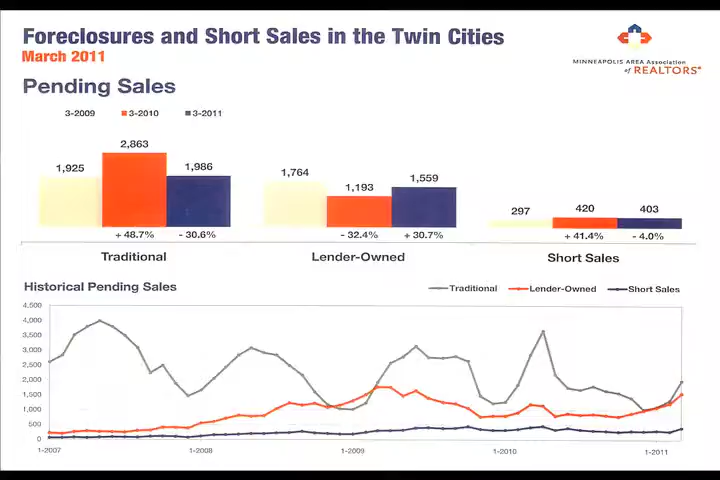 Foreclosures and Short Sales in the Twin Cities
March 2011
MINNEAPOLIS AREA Association
of REALTORS®
Pending Sales
3-2009 3-2010 3-2011
1,925 2,863 1,986 1,764 1,193 1,559 297 420 403
+ 48.7% - 30.6% - 32.4% + 30.7% + 41.4% - 4.0%
Traditional Lender-Owned Short Sales
Historical Pending Sales Traditional Lender-Owned Short Sales
4,500
4,000
3,500
3,000
2,500
2,000
1,500
1,000
500
0
1-2007 1-2008 1-2009 1-2010 1-2011